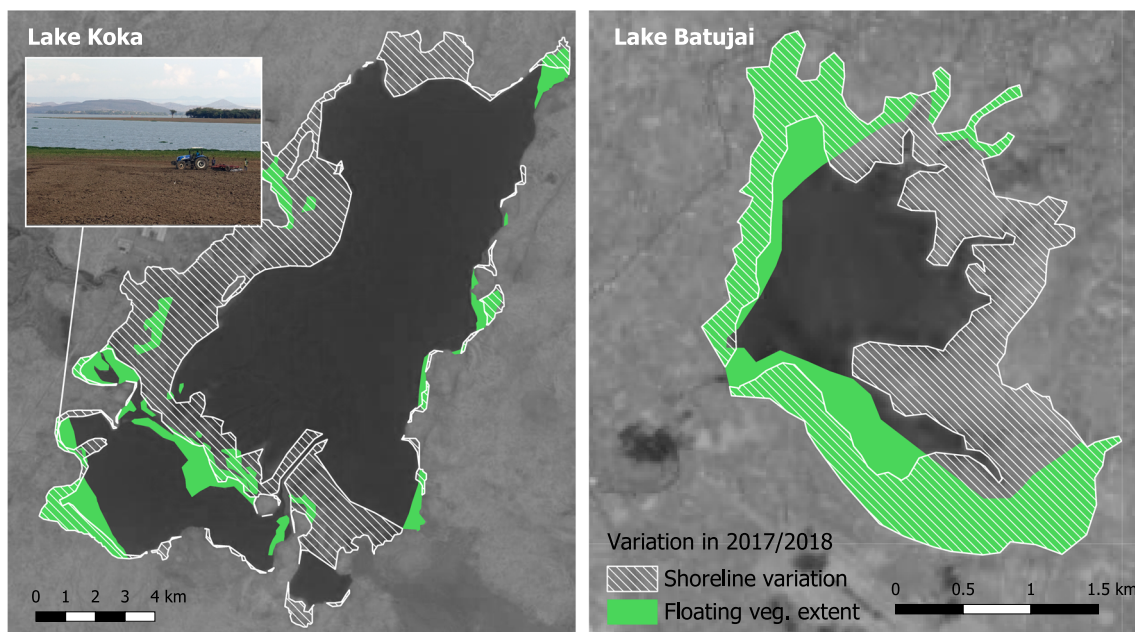 Lake Koka
0 1 2 3 4 km
Lake Batujai
Variation in 2017/2018
Shoreline variation
Floating veg. extent
0 0.5 1 1.5 km